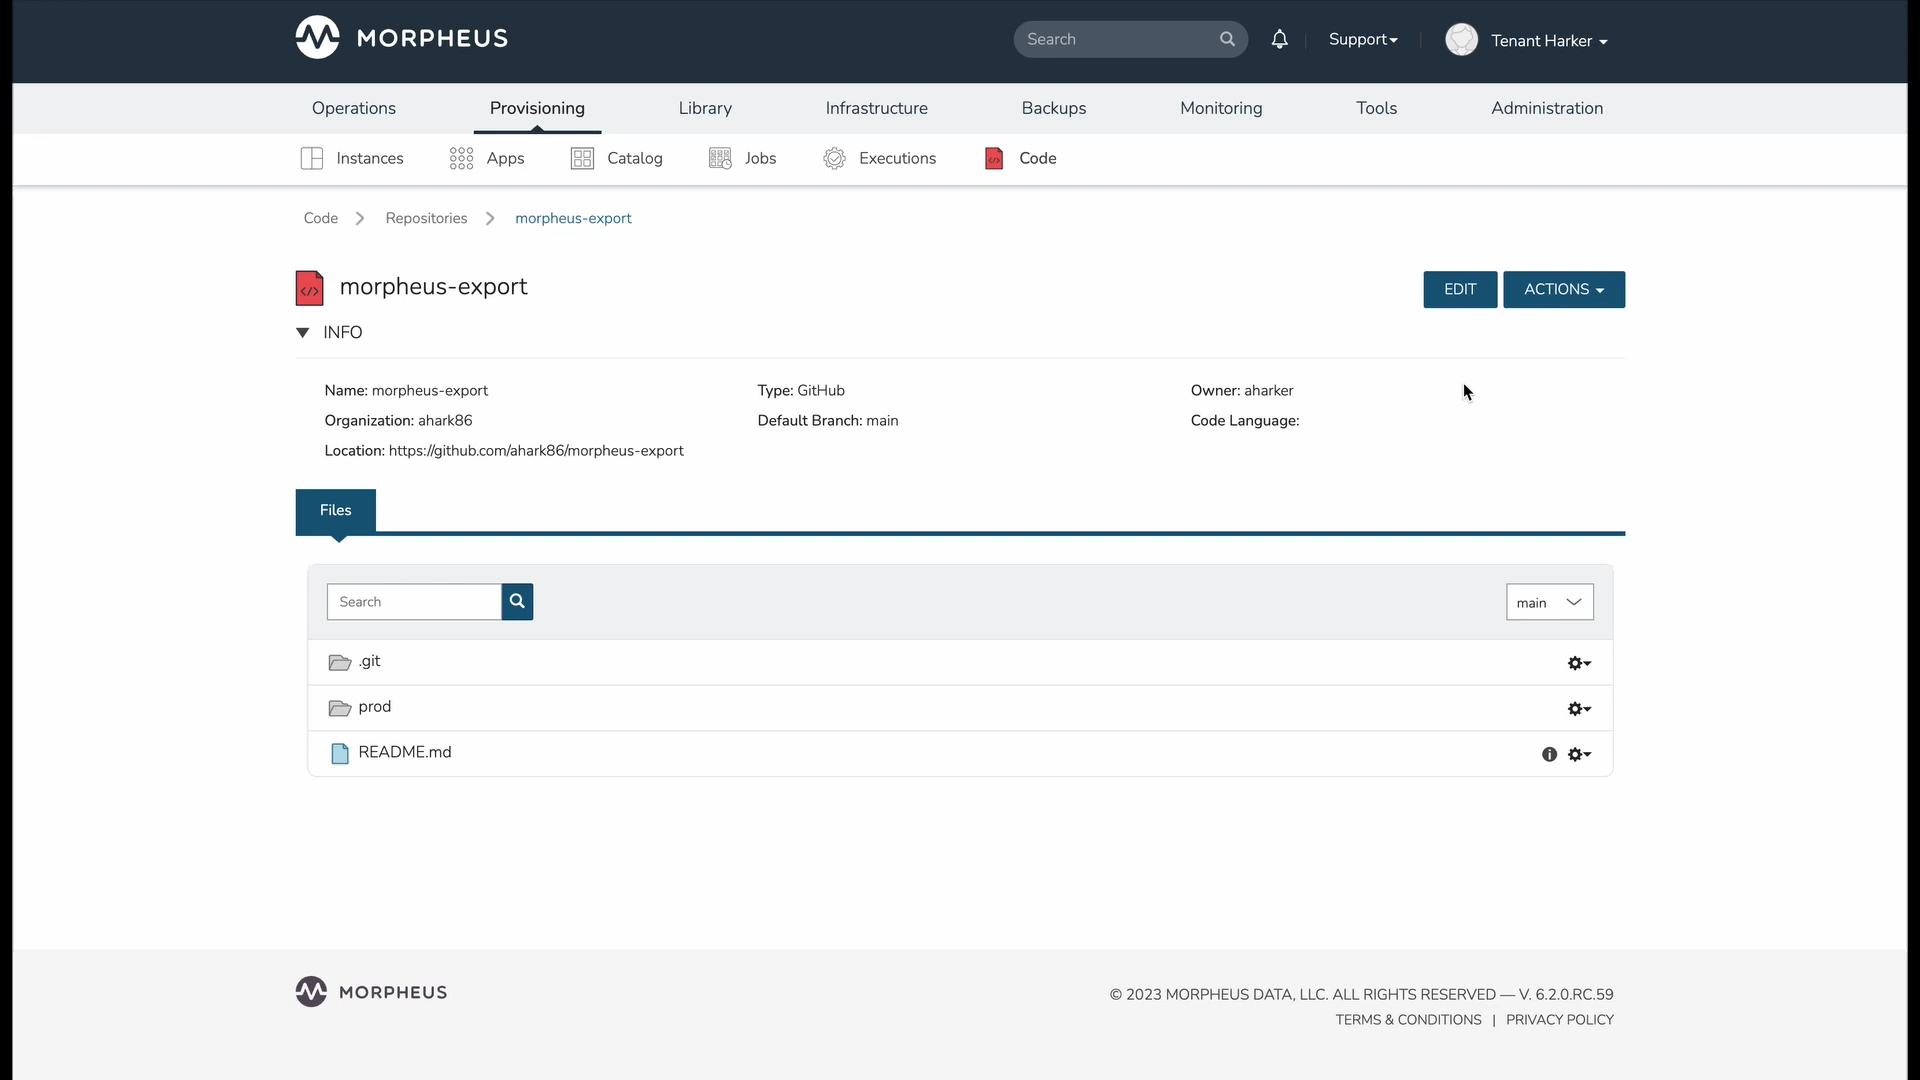 MORPHEUS
Search
Support
Tenant Harker
Operations
Provisioning
Library
Infrastructure
Backups
Monitoring
Tools
Administration
Instances
Apps
Catalog
Jobs
Executions
Code
Code
Repositories
morpheus-export
morpheus-export
EDIT
ACTIONS
INFO
Name: morpheus-export
Type: GitHub
Owner: aharker
Organization: ahark86
Default Branch: main
Code Language:
Location: https://github.com/ahark86/morpheus-export
Files
Search
main
.git
prod
README.md
MORPHEUS
© 2023 MORPHEUS DATA, LLC. ALL RIGHTS RESERVED — V. 6.2.0.RC.59
TERMS & CONDITIONS | PRIVACY POLICY